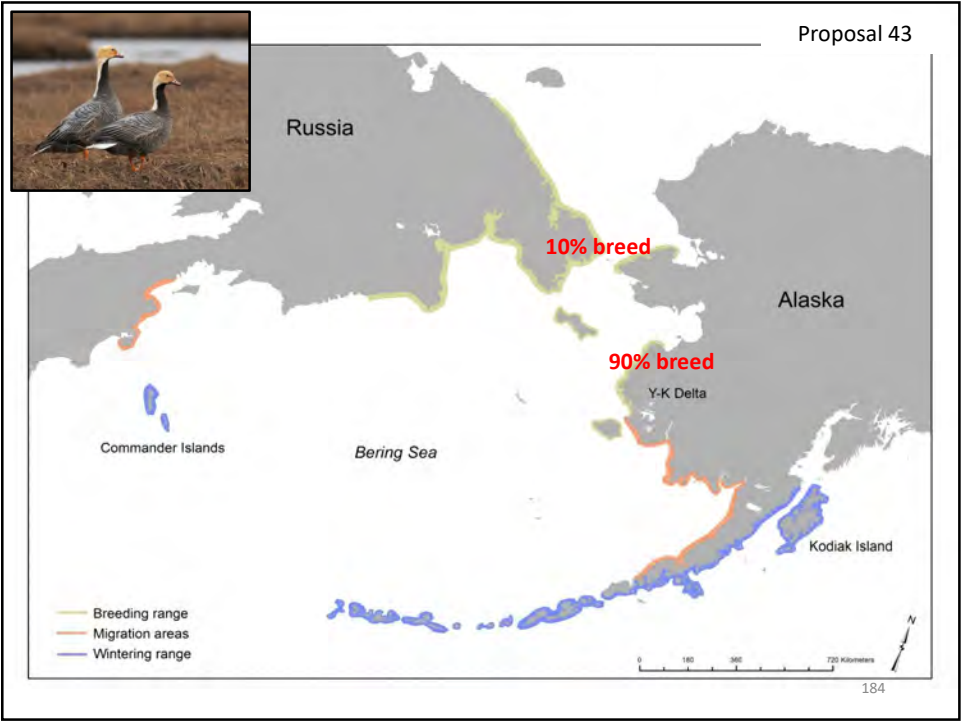 Proposal 43
Russia
10% breed
Alaska
90% breed
Y-K Delta
Commander Islands
Bering Sea
Kodiak Island
Breeding range
Migration areas
Wintering range
N
0 180 360 720 Kilometers
184